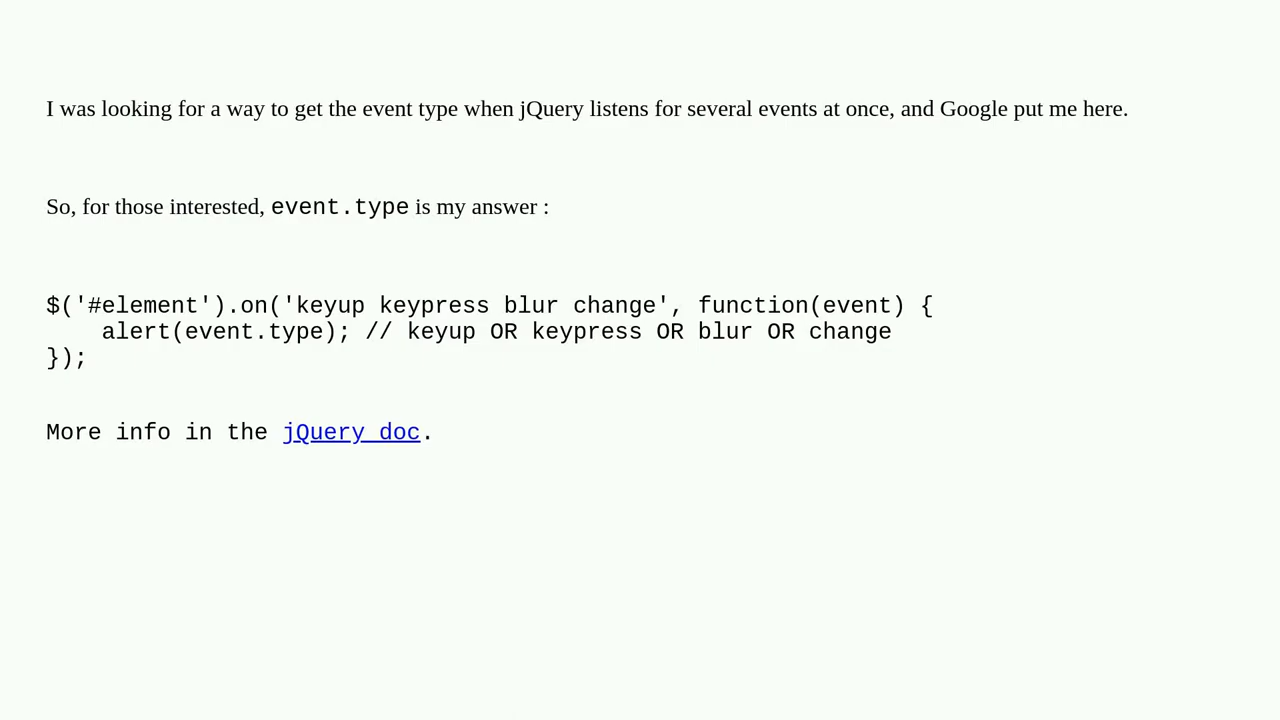 I was looking for a way to get the event type when jQuery listens for several events at once, and Google put me here.
So, for those interested, event.type is my answer :
$('#element').on('keyup keypress blur change', function(event) {
    alert(event.type); // keyup OR keypress OR blur OR change
});
More info in the jQuery doc.